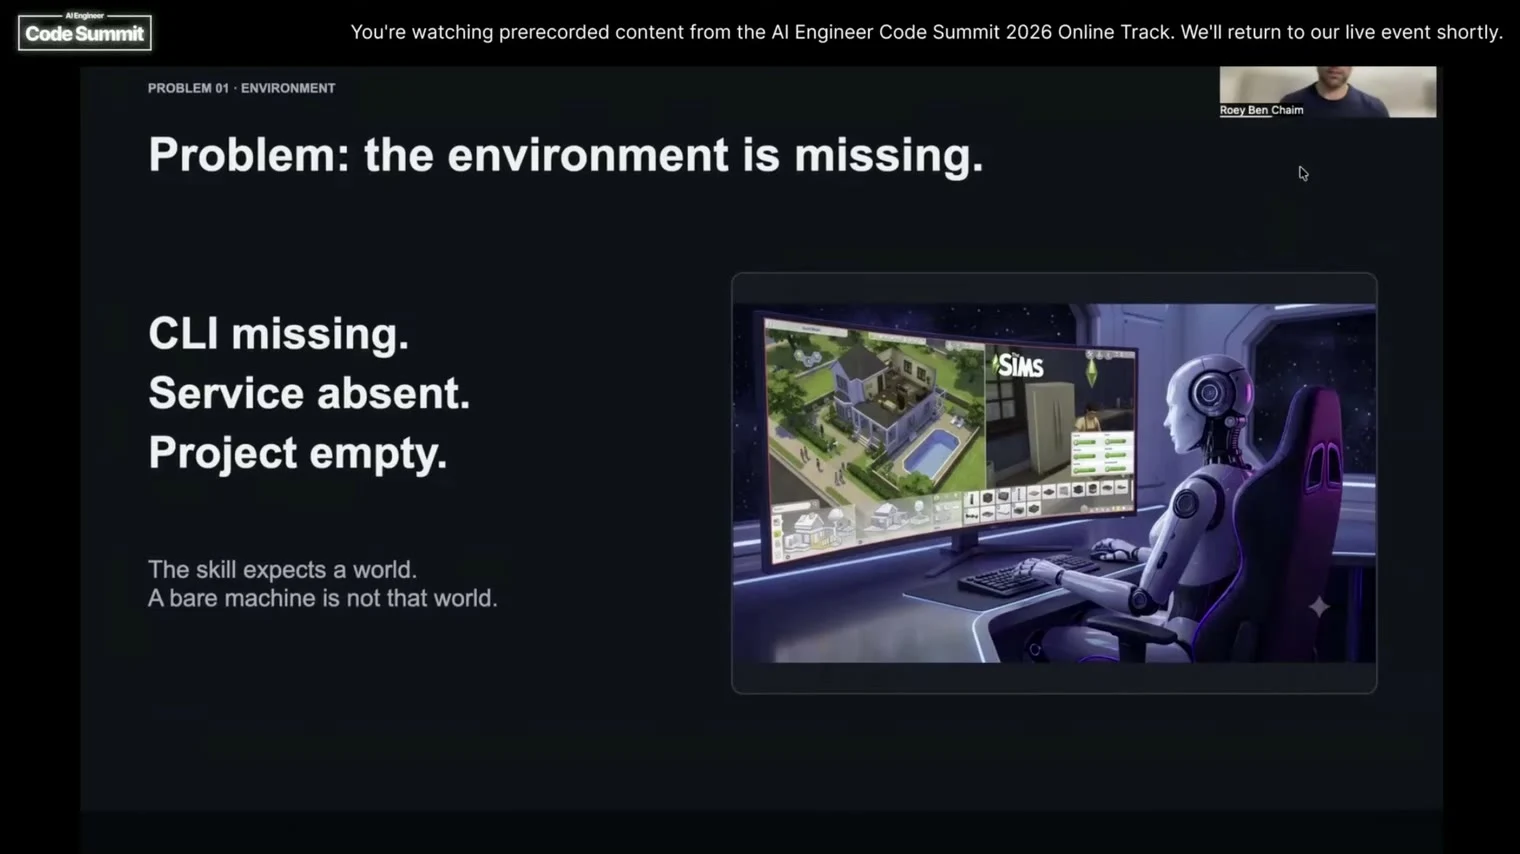 AI Engineer
Code Summit
You're watching prerecorded content from the AI Engineer Code Summit 2026 Online Track. We'll return to our live event shortly.
PROBLEM 01 · ENVIRONMENT
Roey Ben Chaim
Problem: the environment is missing.
CLI missing.
Service absent.
Project empty.
The skill expects a world.
A bare machine is not that world.
THE SIMS